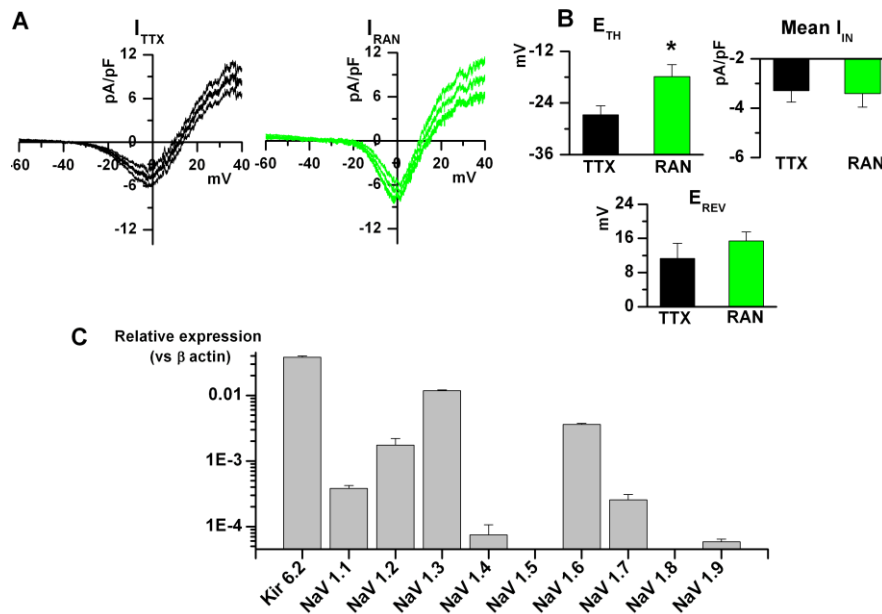 A
I_TTX
pA/pF
12
6
0
-6
-12
-60 -40 -20 0 20 40
mV
I_RAN
pA/pF
12
6
0
-6
-12
-60 -40 -20 0 20 40
mV
B
E_TH
mV
-12
-24
-36
*
TTX RAN
Mean I_IN
pA/pF
-2
-4
-6
TTX RAN
E_REV
mV
24
16
8
0
TTX RAN
C
Relative expression
(vs β actin)
0.01
1E-3
1E-4
Kir 6.2
NaV 1.1
NaV 1.2
NaV 1.3
NaV 1.4
NaV 1.5
NaV 1.6
NaV 1.7
NaV 1.8
NaV 1.9